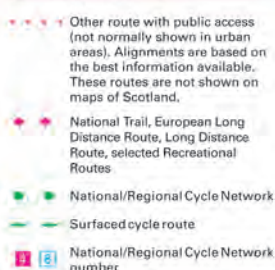 Other route with public access
(not normally shown in urban
areas). Alignments are based on
the best information available.
These routes are not shown on
maps of Scotland.
National Trail, European Long
Distance Route, Long Distance
Route, selected Recreational
Routes
National/Regional Cycle Network
Surfaced cycle route
4 8 National/Regional Cycle Network
number